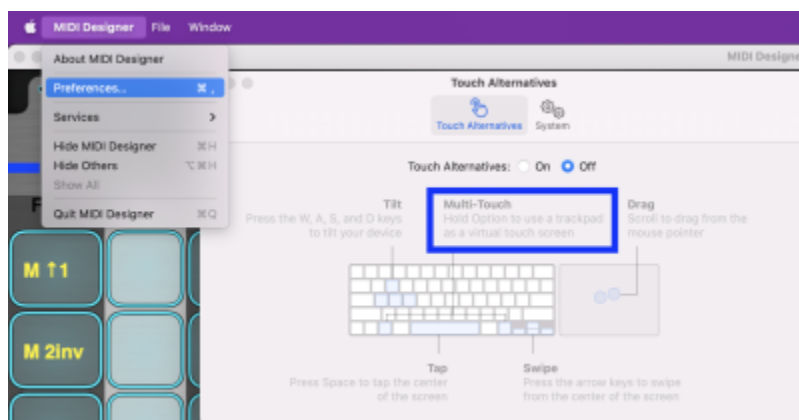 MIDI Designer File Window
About MIDI Designer
MIDI Designe
Preferences... ⌘ ,
Touch Alternatives
Services >
Touch Alternatives System
Hide MIDI Designer ⌘H
Hide Others ⌥⌘H
Show All
Quit MIDI Designer ⌘Q
Touch Alternatives: On Off
Tilt
Press the W, A, S, and D keys
to tilt your device
Multi-Touch
Hold Option to use a trackpad
as a virtual touch screen
Drag
Scroll to drag from the
mouse pointer
F
M ↑1
M 2inv
Tap
Press Space to tap the center
of the screen
Swipe
Press the arrow keys to swipe
from the center of the screen